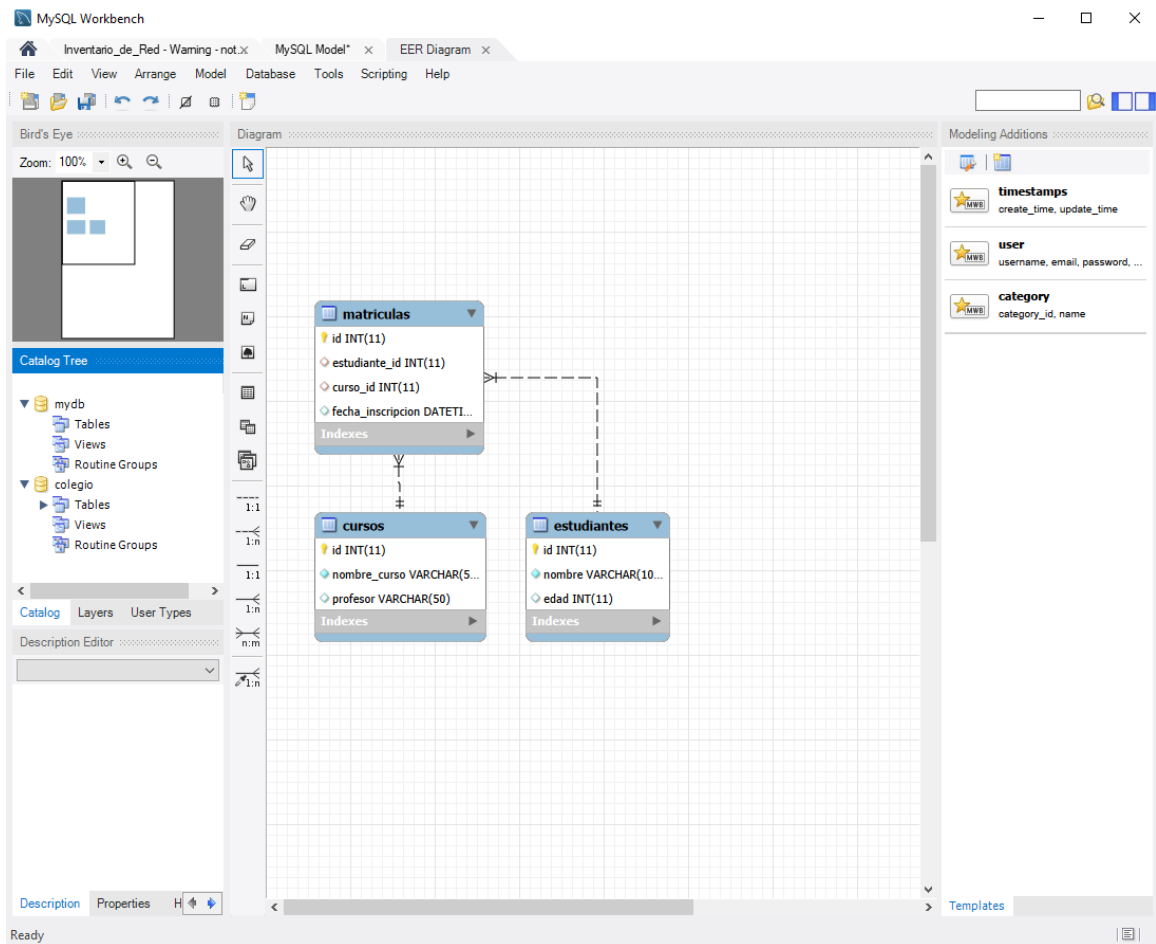 MySQL Workbench
Inventario_de_Red - Warning - not.x
MySQL Model*
EER Diagram
File Edit View Arrange Model Database Tools Scripting Help
Bird's Eye
Zoom: 100%
Catalog Tree
mydb
Tables
Views
Routine Groups
colegio
Tables
Views
Routine Groups
Catalog Layers User Types
Description Editor
Description Properties H
Ready
Diagram
1:1
1:n
1:1
1:n
n:m
1:n
matriculas
id INT(11)
estudiante_id INT(11)
curso_id INT(11)
fecha_inscripcion DATETI...
Indexes
cursos
id INT(11)
nombre_curso VARCHAR(5...
profesor VARCHAR(50)
Indexes
estudiantes
id INT(11)
nombre VARCHAR(10...
edad INT(11)
Indexes
Modeling Additions
MWB
timestamps
create_time, update_time
MWB
user
username, email, password, ...
MWB
category
category_id, name
Templates